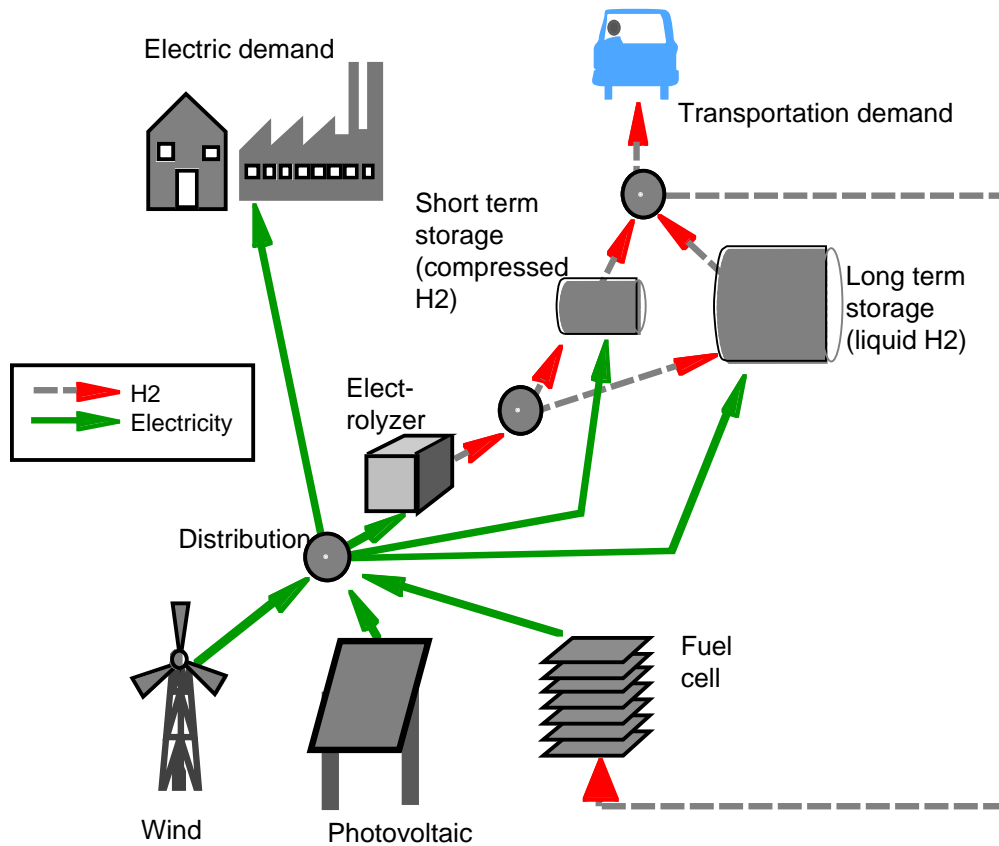 Electric demand
Transportation demand
Short term
storage
(compressed
H2)
Long term
storage
(liquid H2)
H2
Electricity
Elect-
rolyzer
Distribution
Fuel
cell
Wind
Photovoltaic